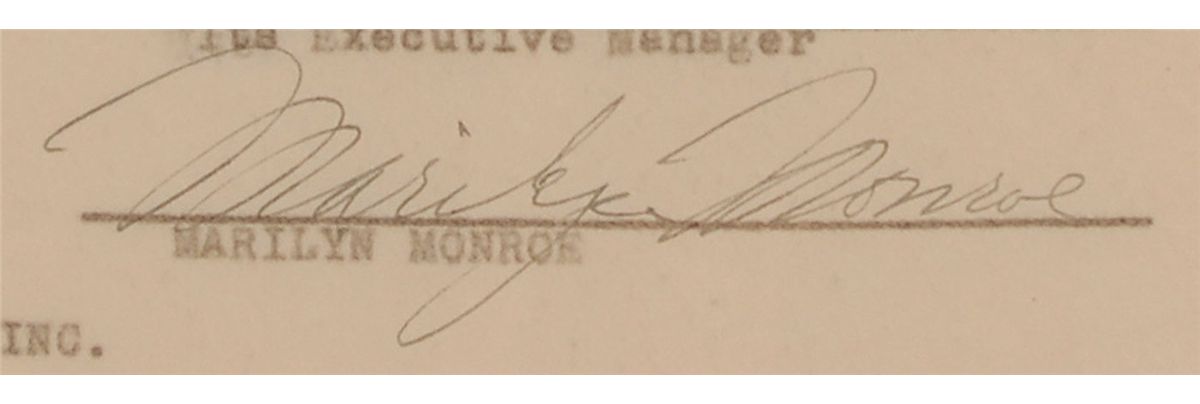 Its Executive Manager
Marilyn Monroe
MARILYN MONROE
INC.